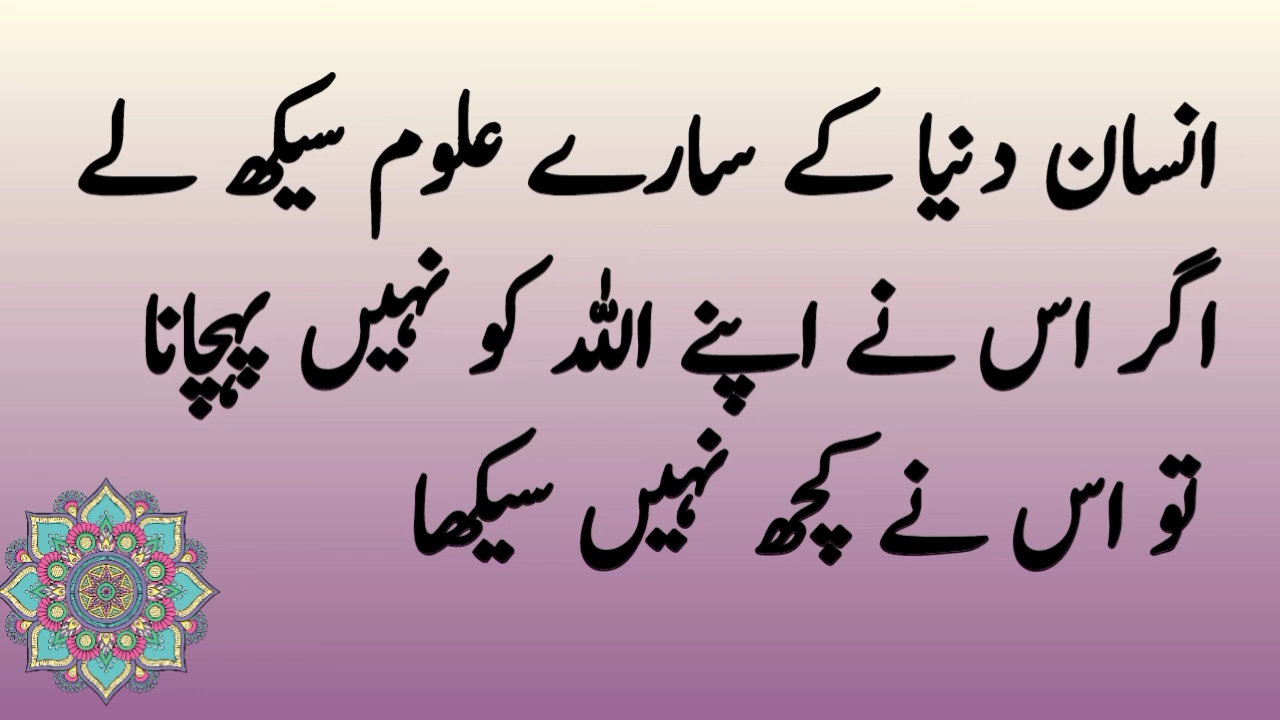 انسان دنیا کے سارے علوم سیکھ لے
اگر اس نے اپنے اللہ کو نہیں پہچانا
تو اس نے کچھ نہیں سیکھا